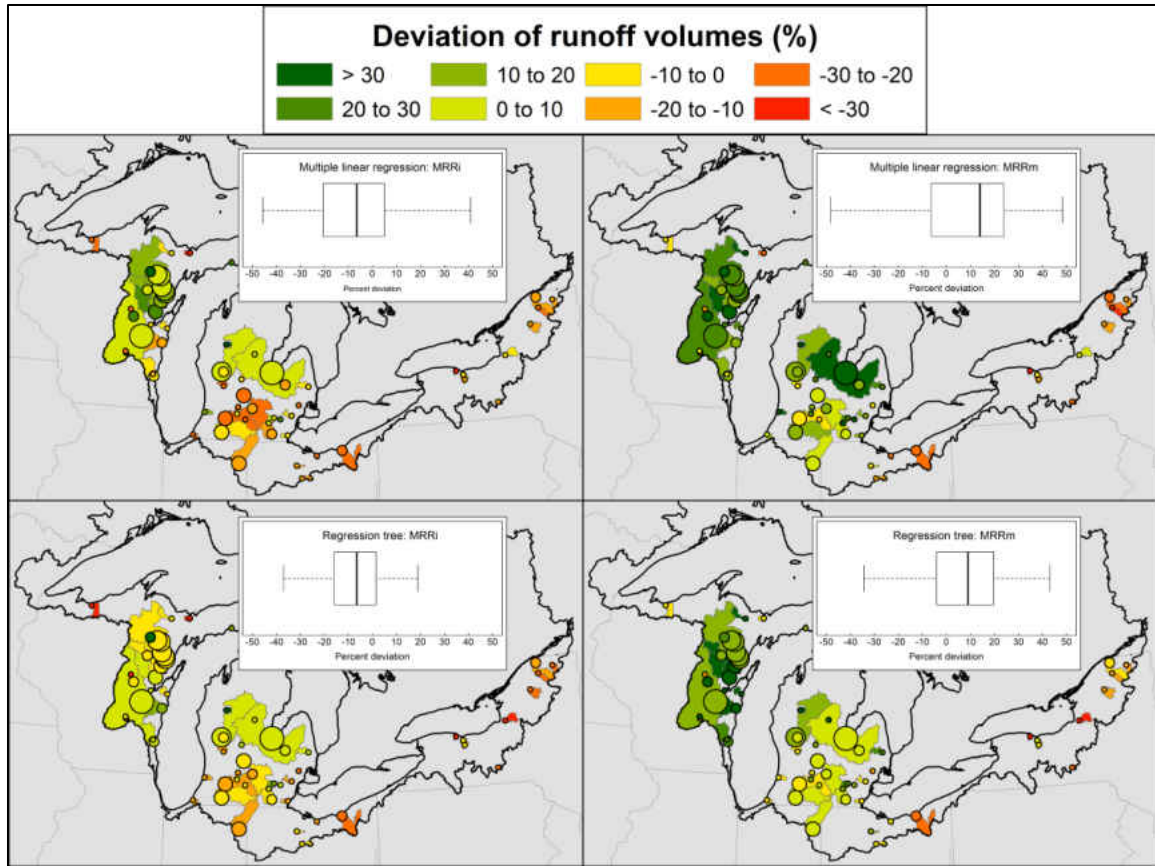 Deviation of runoff volumes (%)
> 30
10 to 20
-10 to 0
-30 to -20
20 to 30
0 to 10
-20 to -10
< -30
Multiple linear regression: MRRi
-50 -40 -30 -20 -10 0 10 20 30 40 50
Percent deviation
Multiple linear regression: MRRm
-50 -40 -30 -20 -10 0 10 20 30 40 50
Percent deviation
Regression tree: MRRi
-50 -40 -30 -20 -10 0 10 20 30 40 50
Percent deviation
Regression tree: MRRm
-50 -40 -30 -20 -10 0 10 20 30 40 50
Percent deviation